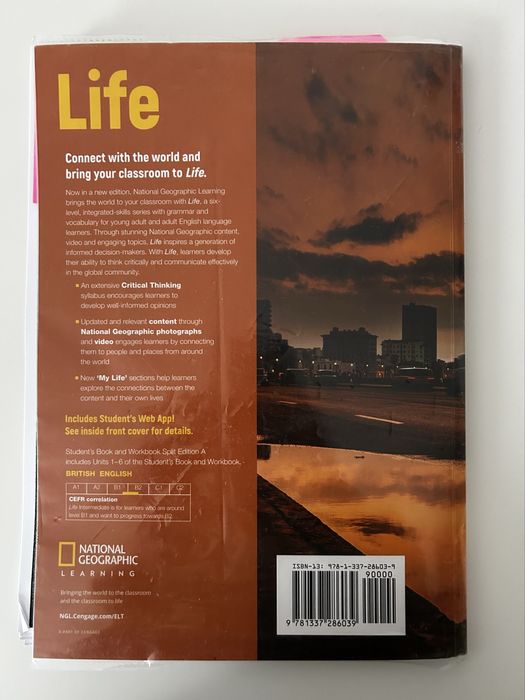 Life
Connect with the world and
bring your classroom to Life.
Now in a new edition, National Geographic Learning
brings the world to your classroom with Life, a six-
level, integrated-skills series with grammar and
vocabulary for young adult and adult English language
learners. Through stunning National Geographic content,
video and engaging topics, Life inspires a generation of
informed decision-makers. With Life, learners develop
their ability to think critically and communicate effectively
in the global community.
▪ An extensive Critical Thinking
syllabus encourages learners to
develop well-informed opinions
▪ Updated and relevant content through
National Geographic photographs
and video engages learners by connecting
them to people and places from around
the world
▪ New 'My Life' sections help learners
explore the connections between the
content and their own lives
Includes Student's Web App!
See inside front cover for details.
Student's Book and Workbook Split Edition A
includes Units 1–6 of the Student's Book and Workbook.
BRITISH ENGLISH
A1 A2 B1 B2 C1 C2
CEFR correlation
Life Intermediate is for learners who are around
level B1 and want to progress towards B2
NATIONAL
GEOGRAPHIC
LEARNING
Bringing the world to the classroom
and the classroom to life
NGL.Cengage.com/ELT
A PART OF CENGAGE
ISBN-13: 978-1-337-28603-9
90000
9 781337 286039